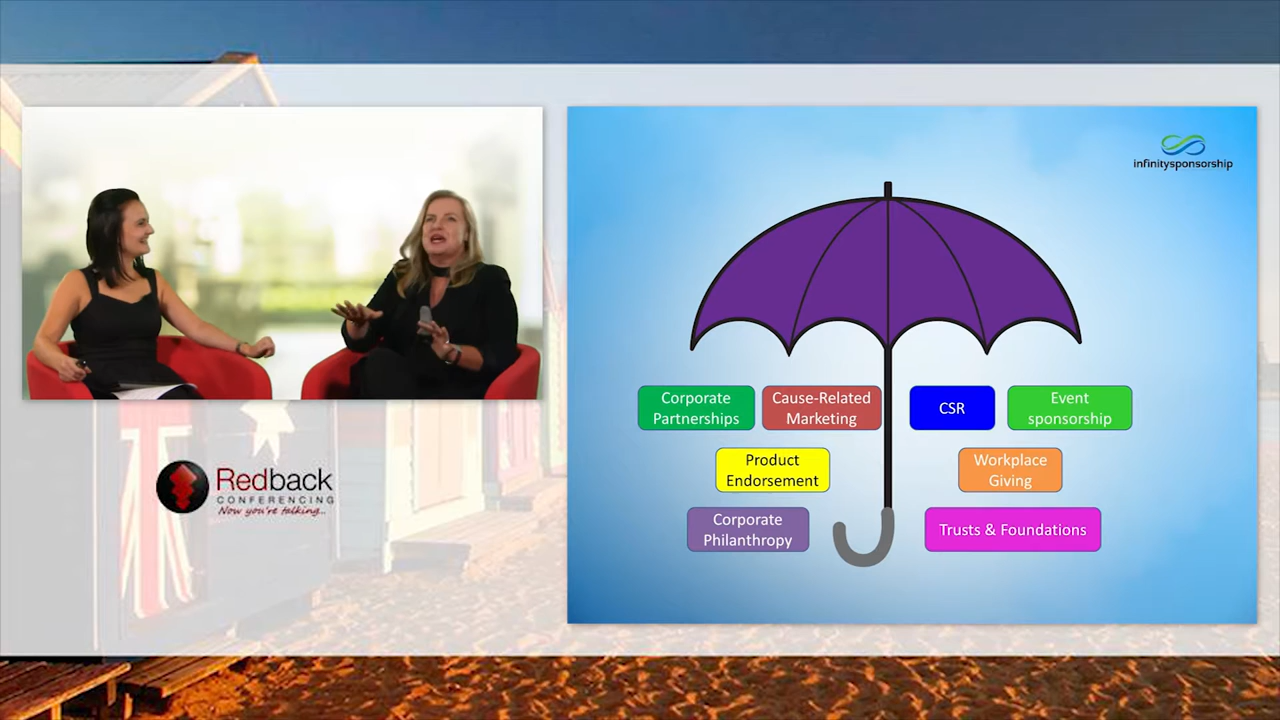 Redback
CONFERENCING
Now you're talking...
infinitysponsorship
Corporate
Partnerships
Cause-Related
Marketing
CSR
Event
sponsorship
Product
Endorsement
Workplace
Giving
Corporate
Philanthropy
Trusts & Foundations